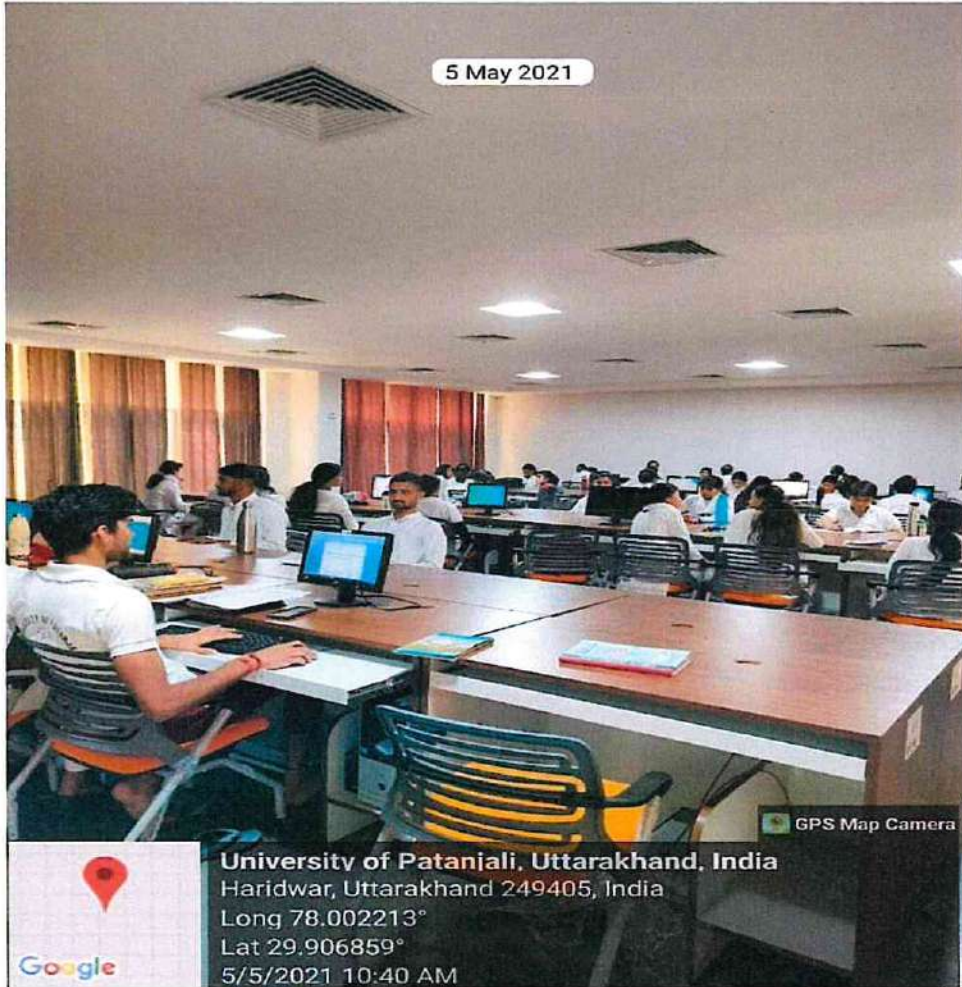 5 May 2021
GPS Map Camera
University of Patanjali, Uttarakhand, India
Haridwar, Uttarakhand 249405, India
Long 78.002213°
Lat 29.906859°
5/5/2021 10:40 AM
Google